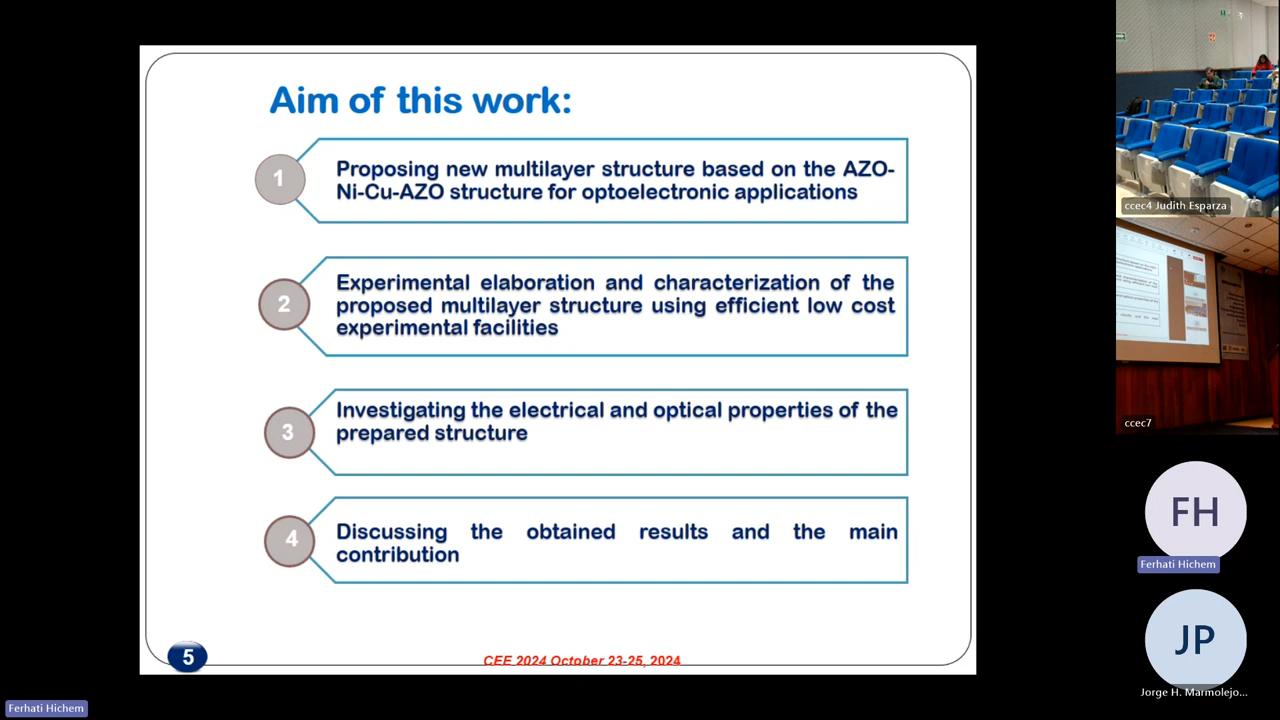 Aim of this work:
1
Proposing new multilayer structure based on the AZO-
Ni-Cu-AZO structure for optoelectronic applications
2
Experimental elaboration and characterization of the
proposed multilayer structure using efficient low cost
experimental facilities
3
Investigating the electrical and optical properties of the
prepared structure
4
Discussing the obtained results and the main
contribution
5
CEE 2024 October 23-25, 2024
Ferhati Hichem
ccec4 Judith Esparza
ccec7
FH
Ferhati Hichem
JP
Jorge H. Marmolejo...